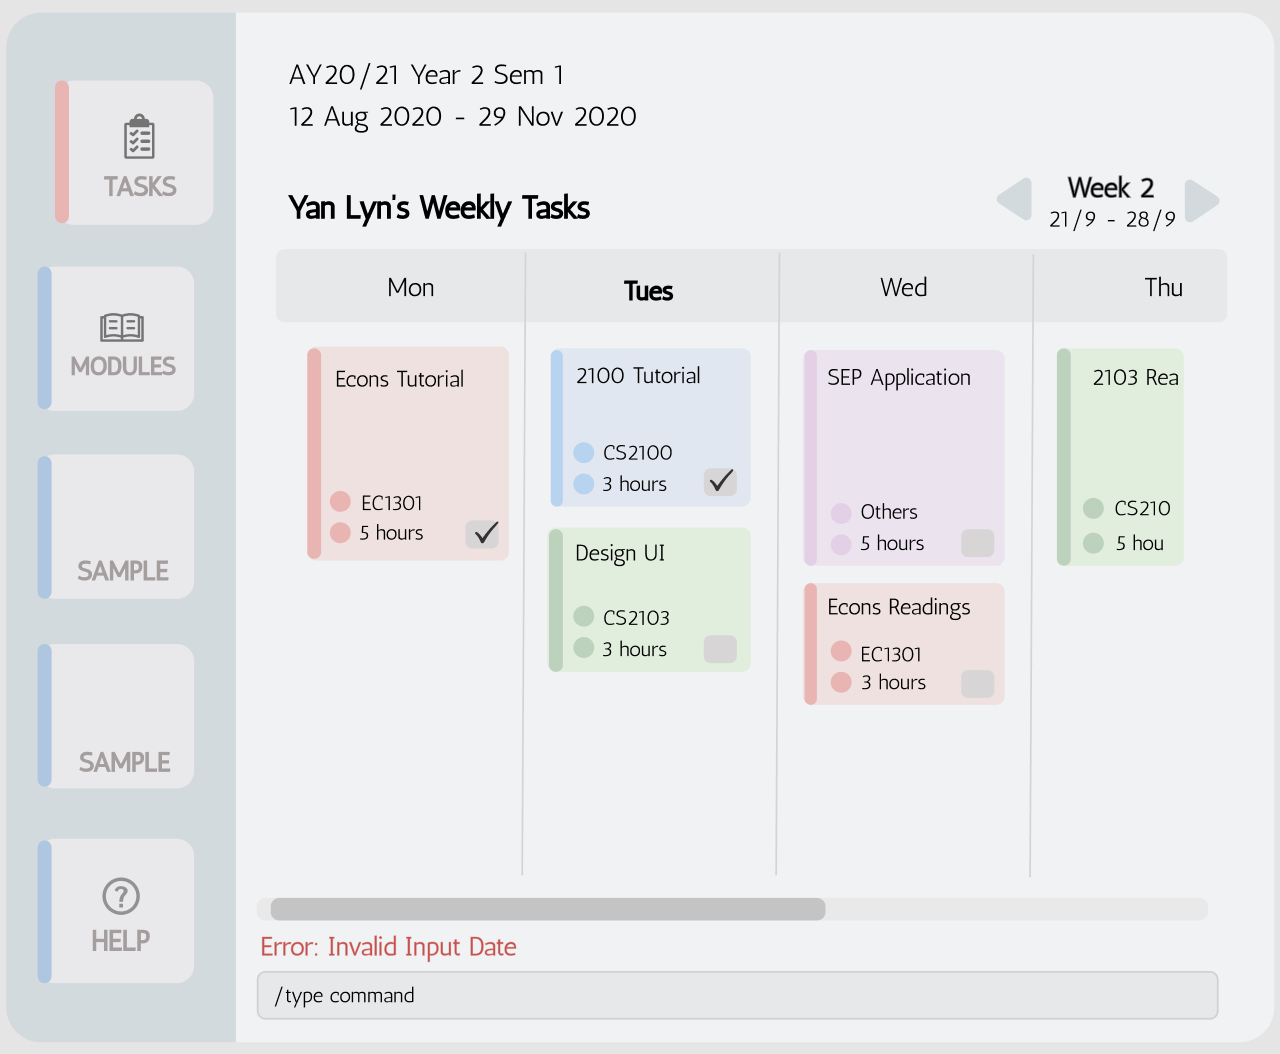 AY20/21 Year 2 Sem 1
12 Aug 2020 - 29 Nov 2020
TASKS
MODULES
SAMPLE
SAMPLE
HELP
Yan Lyn's Weekly Tasks
Week 2
21/9 - 28/9
Mon
Tues
Wed
Thu
Econs Tutorial
EC1301
5 hours
2100 Tutorial
CS2100
3 hours
Design UI
CS2103
3 hours
SEP Application
Others
5 hours
Econs Readings
EC1301
3 hours
2103 Rea
CS210
5 hou
Error: Invalid Input Date
/type command